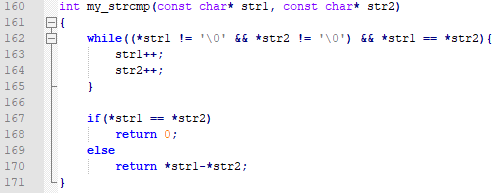 160 int my_strcmp(const char* str1, const char* str2)
161 {
162 while((*str1 != '\0' && *str2 != '\0') && *str1 == *str2){
163 str1++;
164 str2++;
165 }
166
167 if(*str1 == *str2)
168 return 0;
169 else
170 return *str1-*str2;
171 }